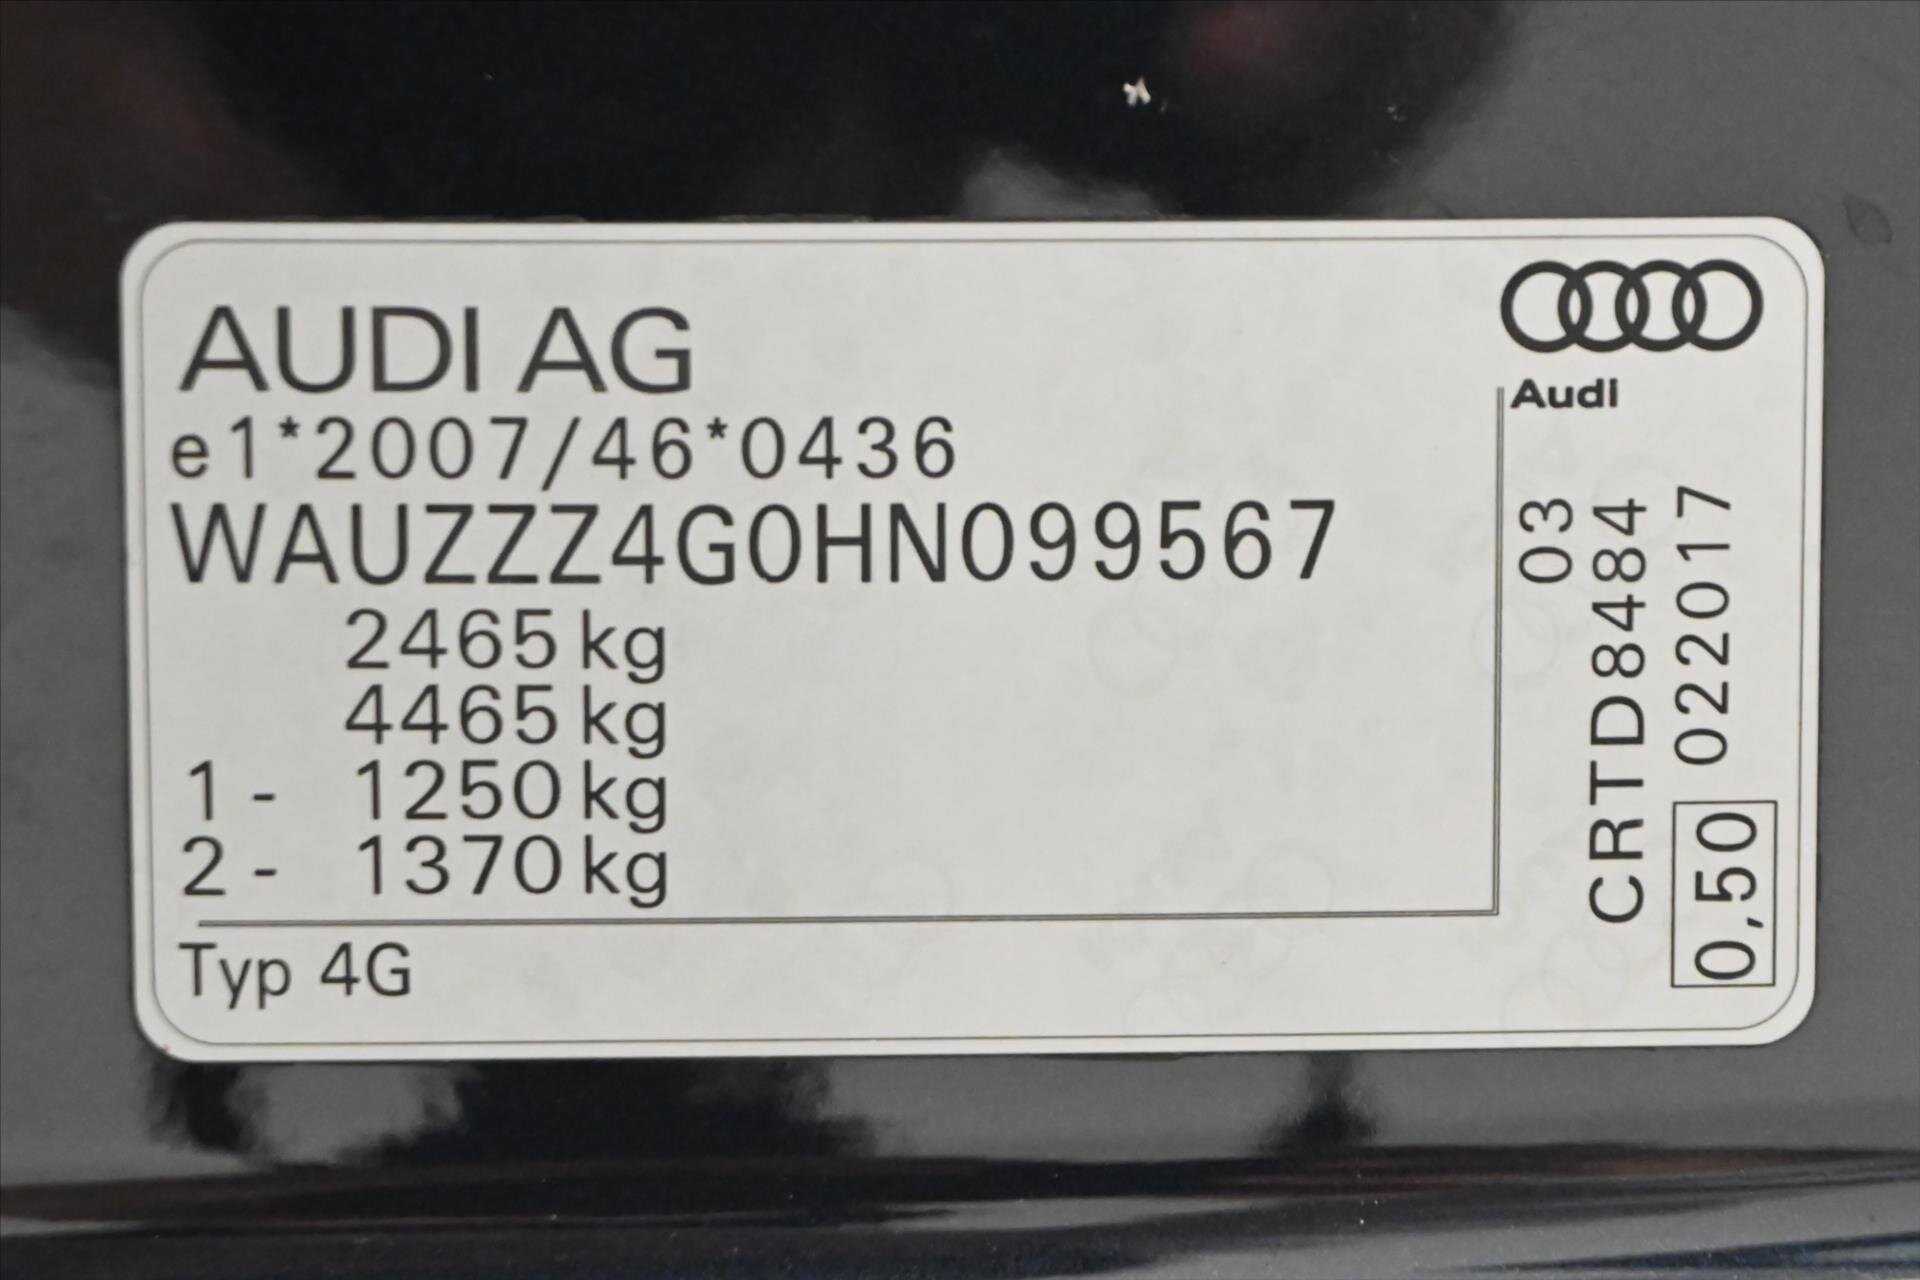 AUDI AG
e1*2007/46*0436
WAUZZZ4G0HN099567
2465 kg
4465 kg
1 - 1250 kg
2 - 1370 kg
Typ 4G
Audi
03
CRTD8484
0,50 022017